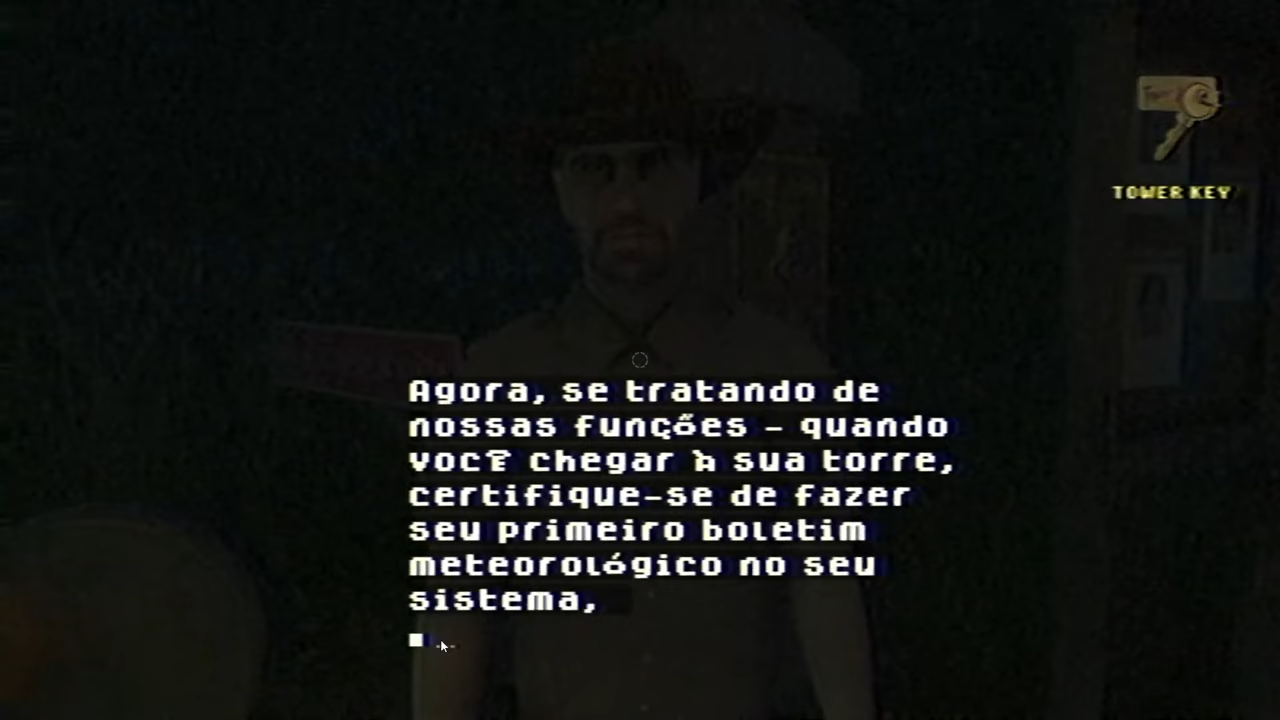 TOWER KEY
Agora, se tratando de
nossas funções - quando
você chegar à sua torre,
certifique-se de fazer
seu primeiro boletim
meteorológico no seu
sistema,